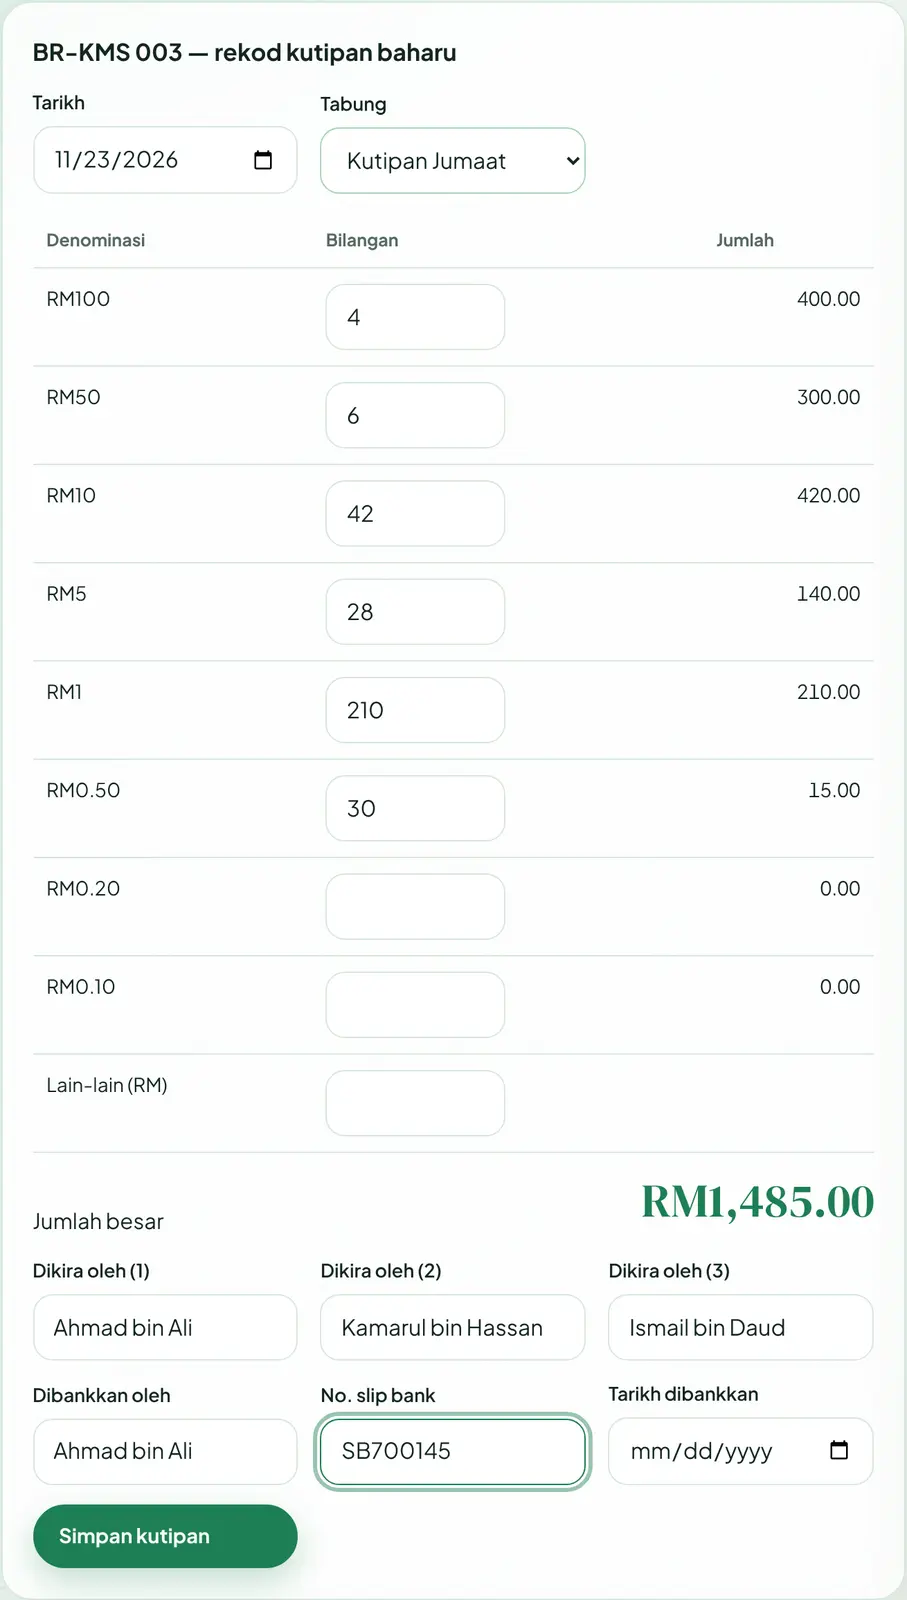 BR-KMS 003 — rekod kutipan baharu
Tarikh Tabung
11/23/2026 Kutipan Jumaat
Denominasi Bilangan Jumlah
RM100 4 400.00
RM50 6 300.00
RM10 42 420.00
RM5 28 140.00
RM1 210 210.00
RM0.50 30 15.00
RM0.20 0.00
RM0.10 0.00
Lain-lain (RM)
Jumlah besar RM1,485.00
Dikira oleh (1) Dikira oleh (2) Dikira oleh (3)
Ahmad bin Ali Kamarul bin Hassan Ismail bin Daud
Dibankkan oleh No. slip bank Tarikh dibankkan
Ahmad bin Ali SB700145 mm/dd/yyyy
Simpan kutipan